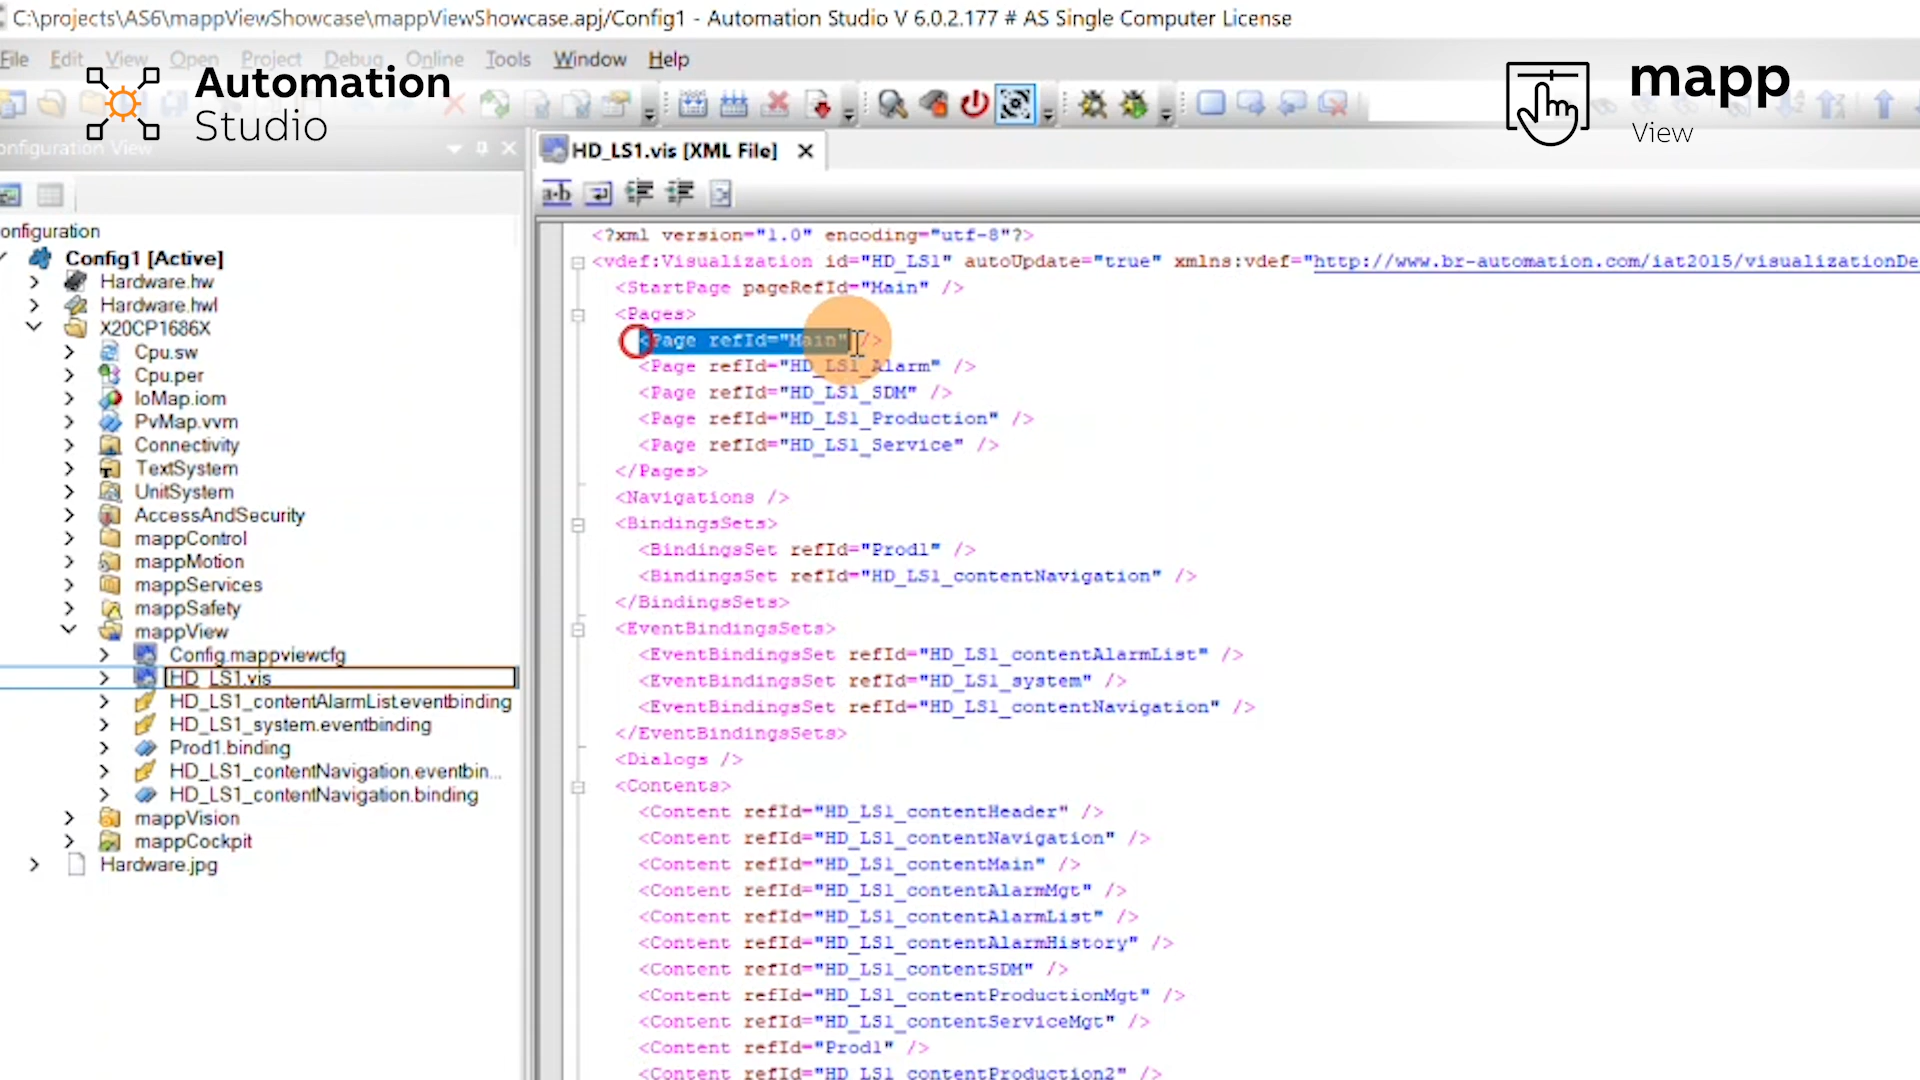 C:\projects\AS6\mappViewShowcase\mappViewShowcase.apj/Config1 - Automation Studio V 6.0.2.177 # AS Single Computer License
File Edit View Open Project Debug Online Tools Window Help
Automation
Studio
mapp
View
onfiguration View
HD_LS1.vis [XML File]
onfiguration
Config1 [Active]
Hardware.hw
Hardware.hwl
X20CP1686X
Cpu.sw
Cpu.per
IoMap.iom
PvMap.vvm
Connectivity
TextSystem
UnitSystem
AccessAndSecurity
mappControl
mappMotion
mappServices
mappSafety
mappView
Config.mappviewcfg
HD_LS1.vis
HD_LS1_contentAlarmList.eventbinding
HD_LS1_system.eventbinding
Prod1.binding
HD_LS1_contentNavigation.eventbin...
HD_LS1_contentNavigation.binding
mappVision
mappCockpit
Hardware.jpg
<?xml version="1.0" encoding="utf-8"?>
<vdef:Visualization id="HD_LS1" autoUpdate="true" xmlns:vdef="http://www.br-automation.com/iat2015/visualizationDe
<StartPage pageRefId="Main" />
<Pages>
<Page refId="Main" />
<Page refId="HD_LS1_Alarm" />
<Page refId="HD_LS1_SDM" />
<Page refId="HD_LS1_Production" />
<Page refId="HD_LS1_Service" />
</Pages>
<Navigations />
<BindingsSets>
<BindingsSet refId="Prod1" />
<BindingsSet refId="HD_LS1_contentNavigation" />
</BindingsSets>
<EventBindingsSets>
<EventBindingsSet refId="HD_LS1_contentAlarmList" />
<EventBindingsSet refId="HD_LS1_system" />
<EventBindingsSet refId="HD_LS1_contentNavigation" />
</EventBindingsSets>
<Dialogs />
<Contents>
<Content refId="HD_LS1_contentHeader" />
<Content refId="HD_LS1_contentNavigation" />
<Content refId="HD_LS1_contentMain" />
<Content refId="HD_LS1_contentAlarmMgt" />
<Content refId="HD_LS1_contentAlarmList" />
<Content refId="HD_LS1_contentAlarmHistory" />
<Content refId="HD_LS1_contentSDM" />
<Content refId="HD_LS1_contentProductionMgt" />
<Content refId="HD_LS1_contentServiceMgt" />
<Content refId="Prod1" />
<Content refId="HD_LS1_contentProduction2" />